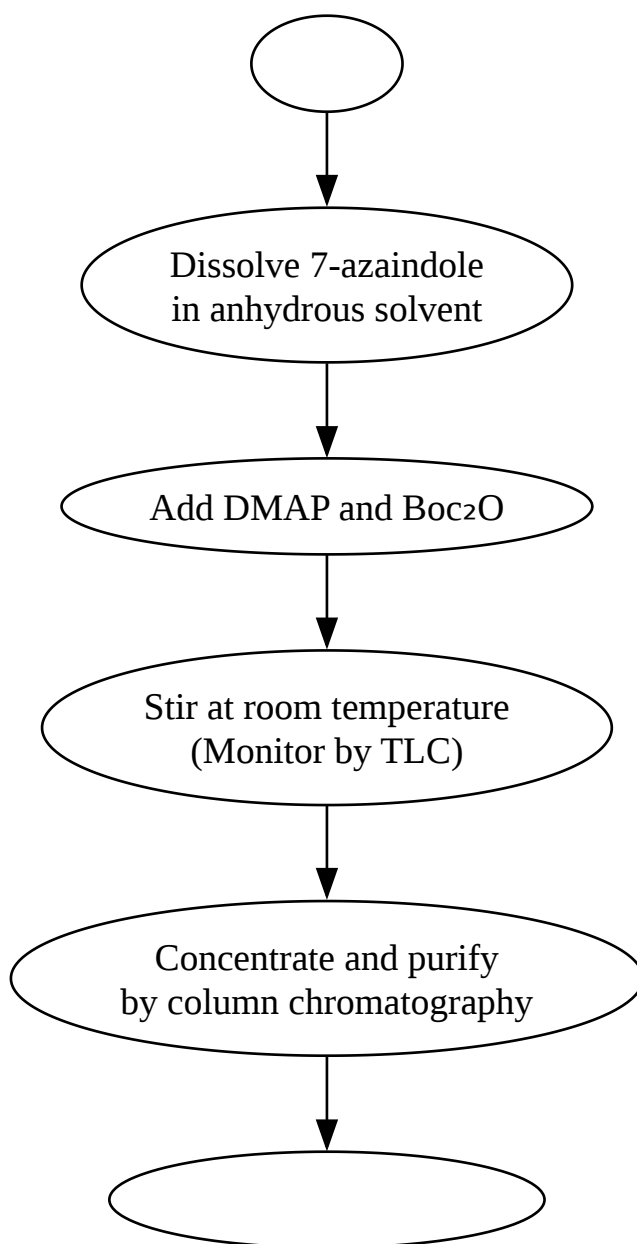 Dissolve 7-azaindole
in anhydrous solvent
Add DMAP and Boc₂O
Stir at room temperature
(Monitor by TLC)
Concentrate and purify
by column chromatography